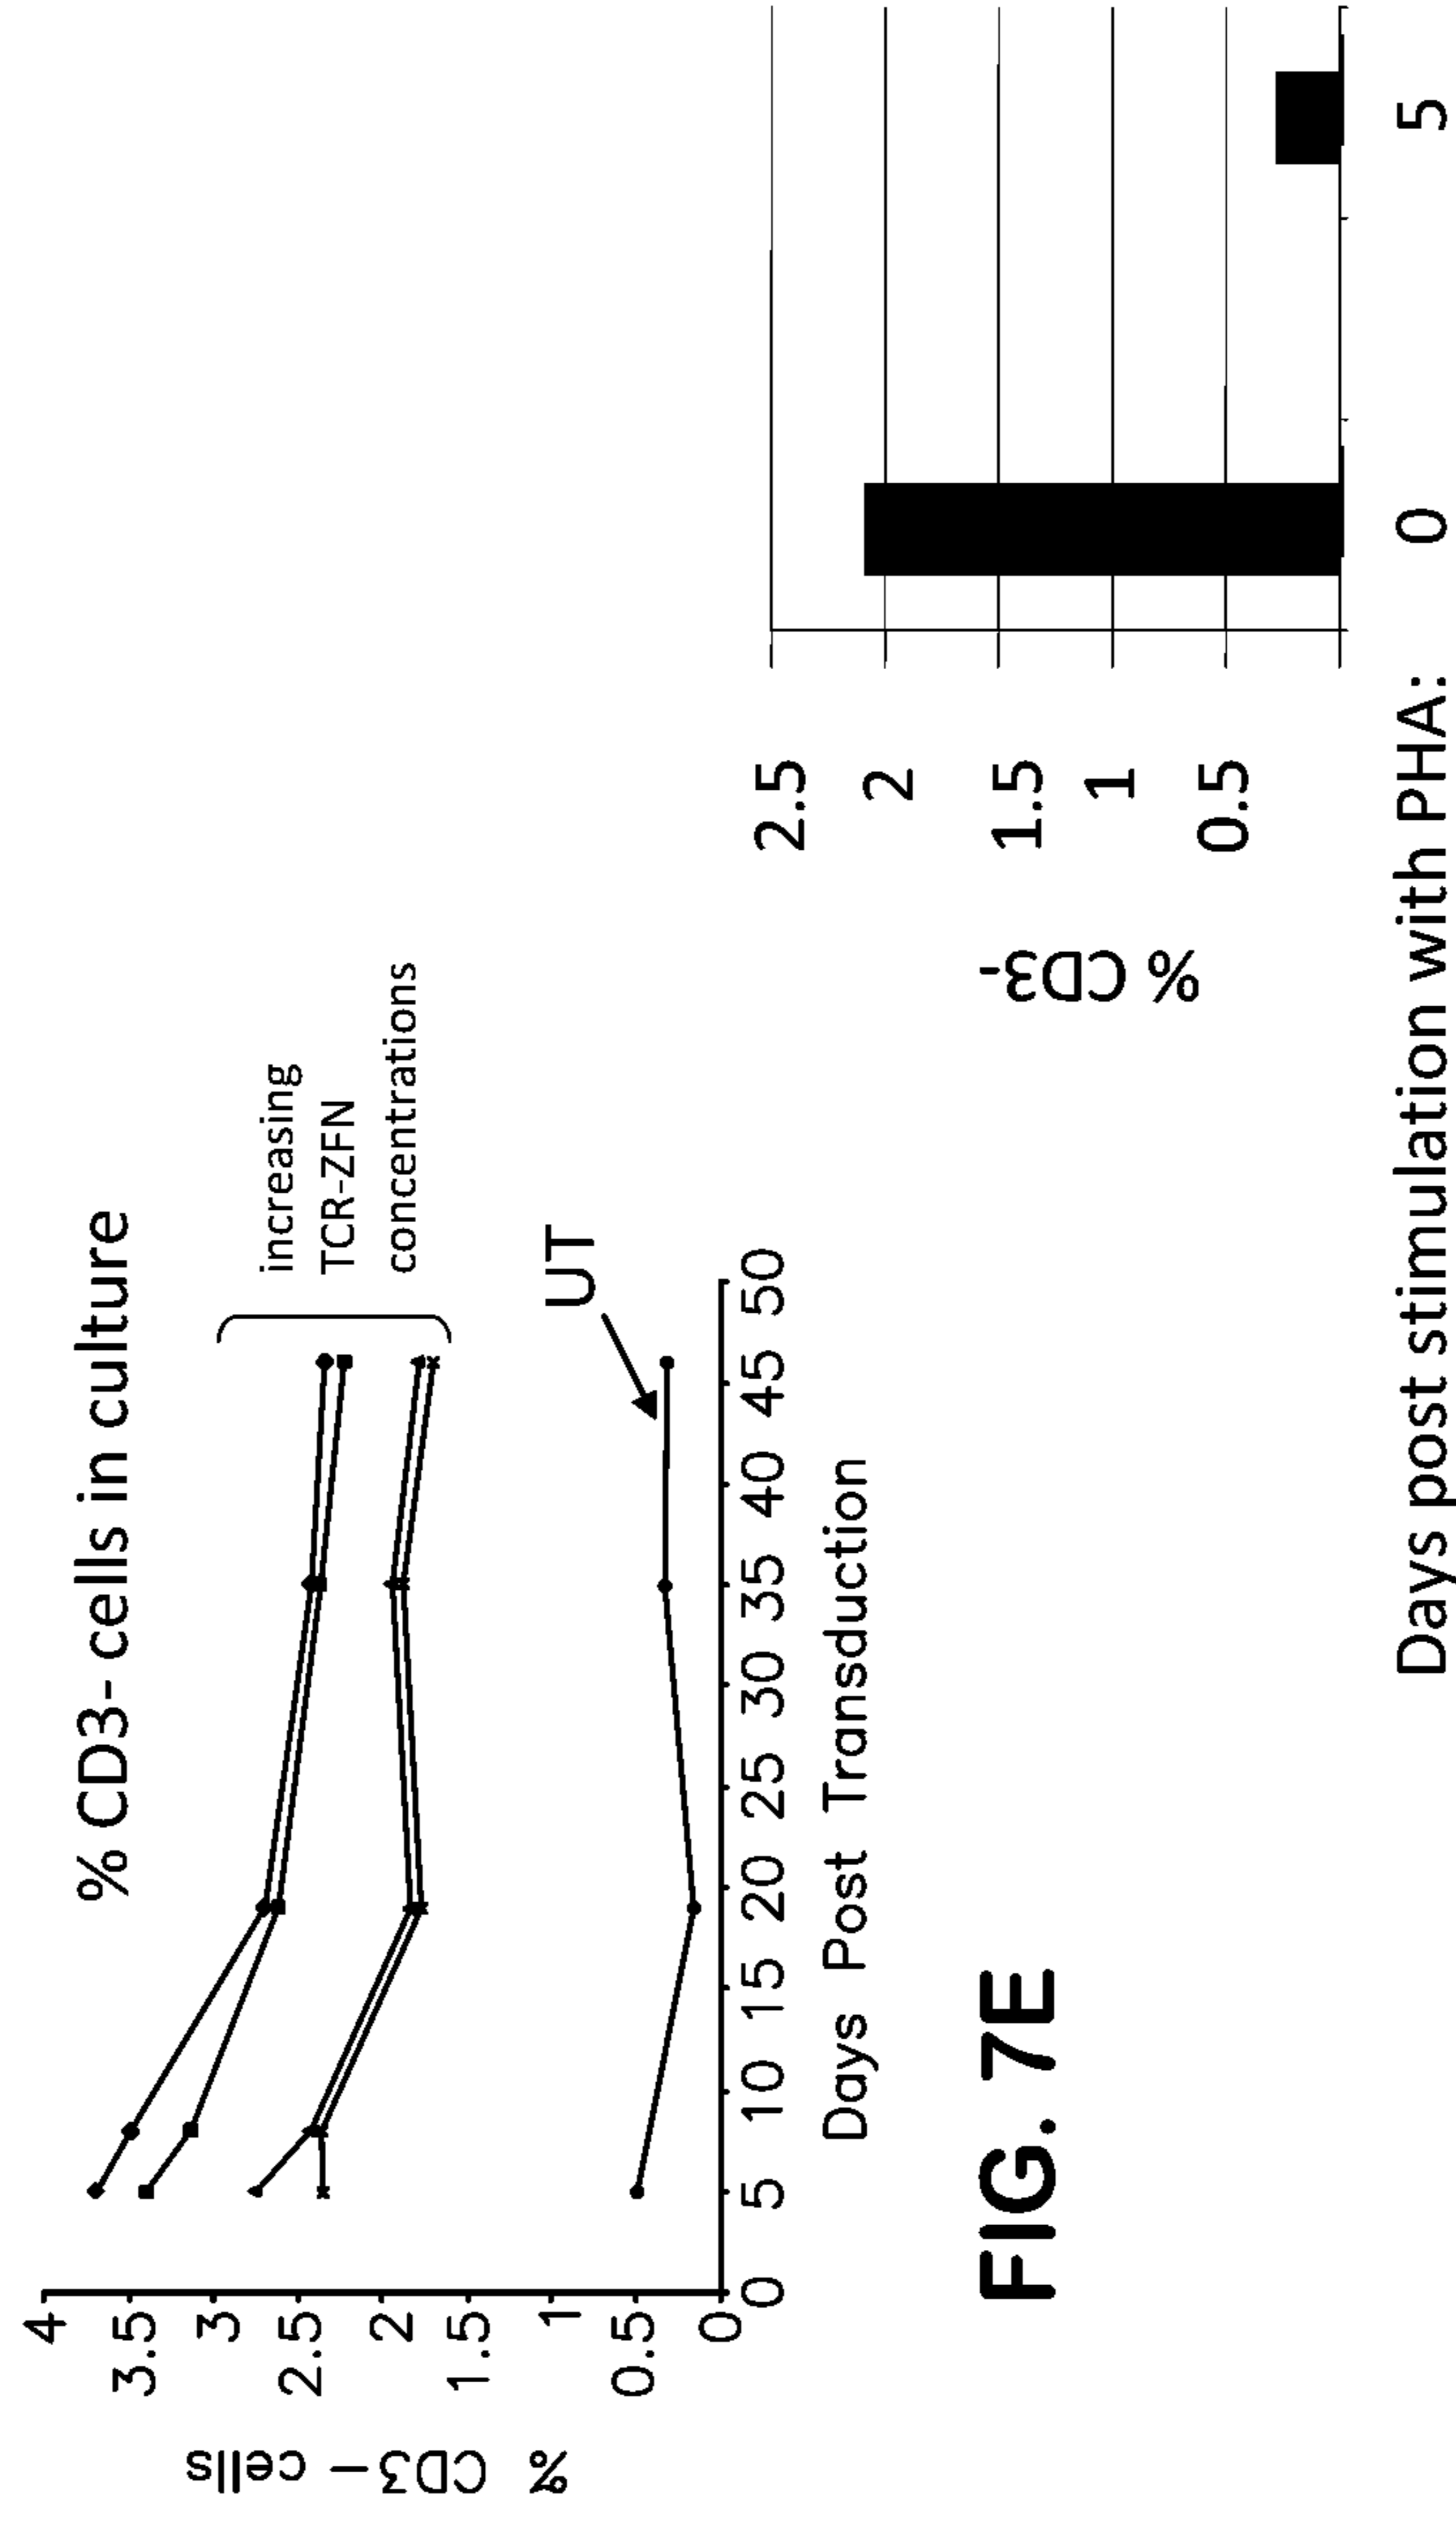 % CD3- cells in culture
% CD3- cells
4
3.5
3
2.5
2
1.5
1
0.5
0
0 5 10 15 20 25 30 35 40 45 50
Days Post Transduction
increasing
TCR-ZFN
concentrations
UT
FIG. 7E
% CD3-
2.5
2
1.5
1
0.5
Days post stimulation with PHA: 0 5